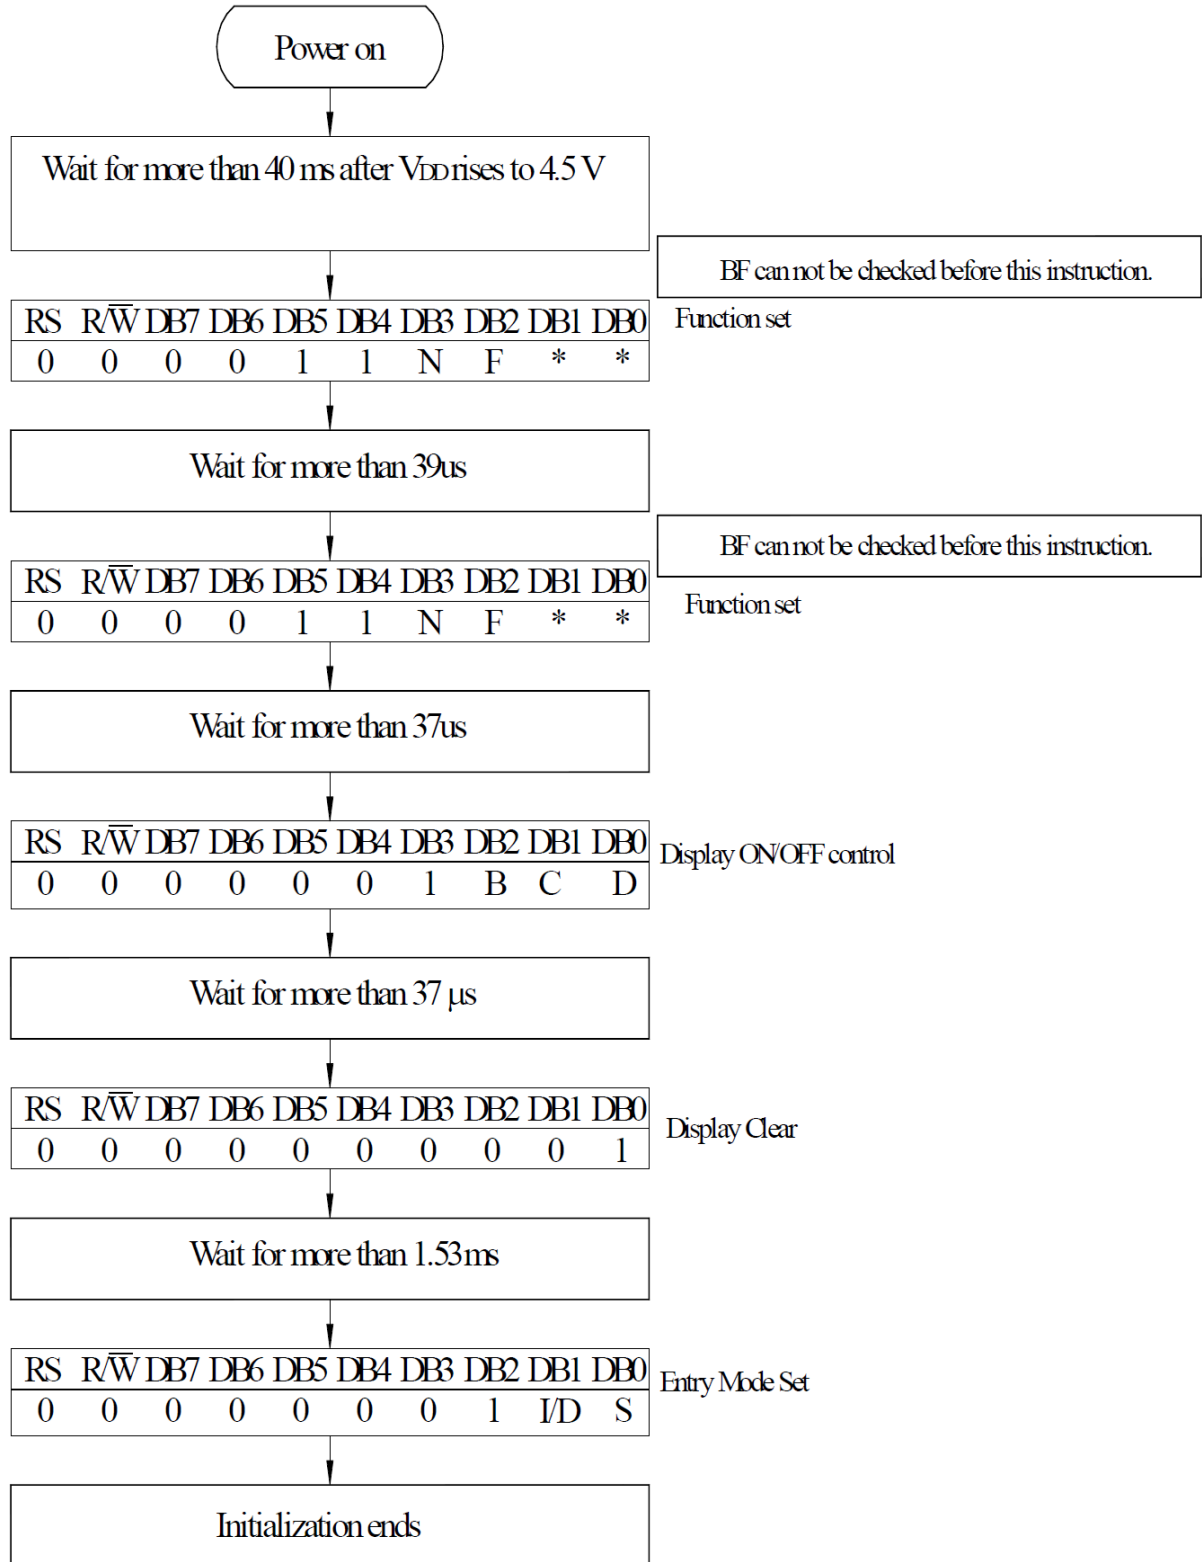 Power on
Wait for more than 40 ms after VDD rises to 4.5 V
BF can not be checked before this instruction.
RS R/W̅ DB7 DB6 DB5 DB4 DB3 DB2 DB1 DB0
Function set
0 0 0 0 1 1 N F * *
Wait for more than 39us
BF can not be checked before this instruction.
RS R/W̅ DB7 DB6 DB5 DB4 DB3 DB2 DB1 DB0
Function set
0 0 0 0 1 1 N F * *
Wait for more than 37us
RS R/W̅ DB7 DB6 DB5 DB4 DB3 DB2 DB1 DB0
Display ON/OFF control
0 0 0 0 0 0 1 B C D
Wait for more than 37 μs
RS R/W̅ DB7 DB6 DB5 DB4 DB3 DB2 DB1 DB0
Display Clear
0 0 0 0 0 0 0 0 0 1
Wait for more than 1.53ms
RS R/W̅ DB7 DB6 DB5 DB4 DB3 DB2 DB1 DB0
Entry Mode Set
0 0 0 0 0 0 0 1 I/D S
Initialization ends